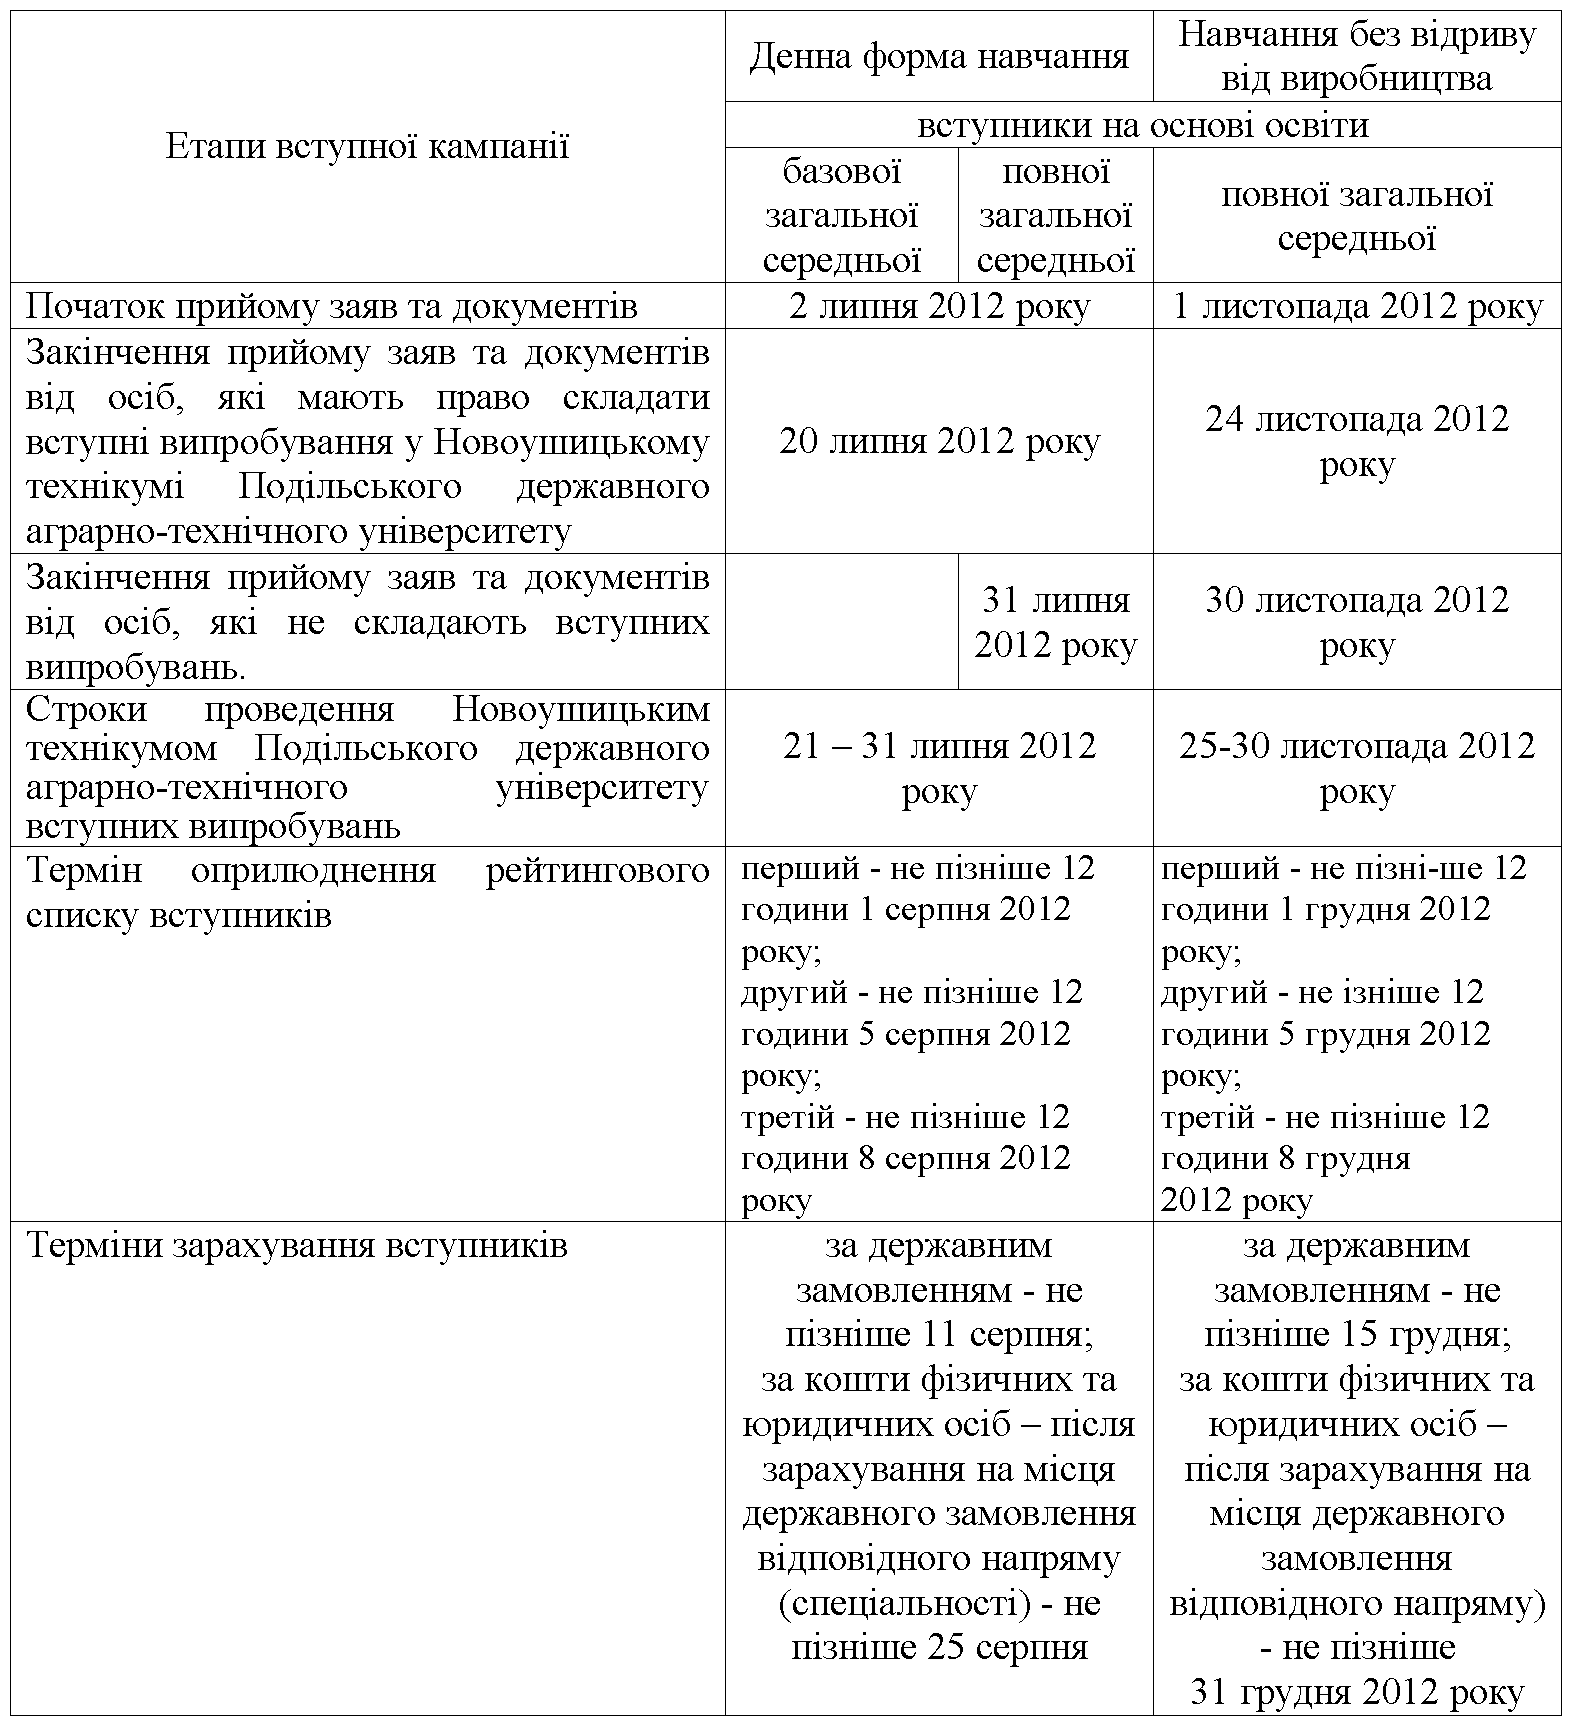 Етапи вступної кампанії
Денна форма навчання
Навчання без відриву
від виробництва
вступники на основі освіти
базової
загальної
середньої
повної
загальної
середньої
повної загальної
середньої
Початок прийому заяв та документів
2 липня 2012 року
1 листопада 2012 року
Закінчення прийому заяв та документів
від осіб, які мають право складати
вступні випробування у Новоушицькому
технікумі Подільського державного
аграрно-технічного університету
20 липня 2012 року
24 листопада 2012
року
Закінчення прийому заяв та документів
від осіб, які не складають вступних
випробувань.
31 липня
2012 року
30 листопада 2012
року
Строки проведення Новоушицьким
технікумом Подільського державного
аграрно-технічного університету
вступних випробувань
21 – 31 липня 2012
року
25-30 листопада 2012
року
Термін оприлюднення рейтингового
списку вступників
перший - не пізніше 12
години 1 серпня 2012
року;
другий - не пізніше 12
години 5 серпня 2012
року;
третій - не пізніше 12
години 8 серпня 2012
року
перший - не пізні-ше 12
години 1 грудня 2012
року;
другий - не ізніше 12
години 5 грудня 2012
року;
третій - не пізніше 12
години 8 грудня
2012 року
Терміни зарахування вступників
за державним
замовленням - не
пізніше 11 серпня;
за кошти фізичних та
юридичних осіб – після
зарахування на місця
державного замовлення
відповідного напряму
(спеціальності) - не
пізніше 25 серпня
за державним
замовленням - не
пізніше 15 грудня;
за кошти фізичних та
юридичних осіб –
після зарахування на
місця державного
замовлення
відповідного напряму)
- не пізніше
31 грудня 2012 року